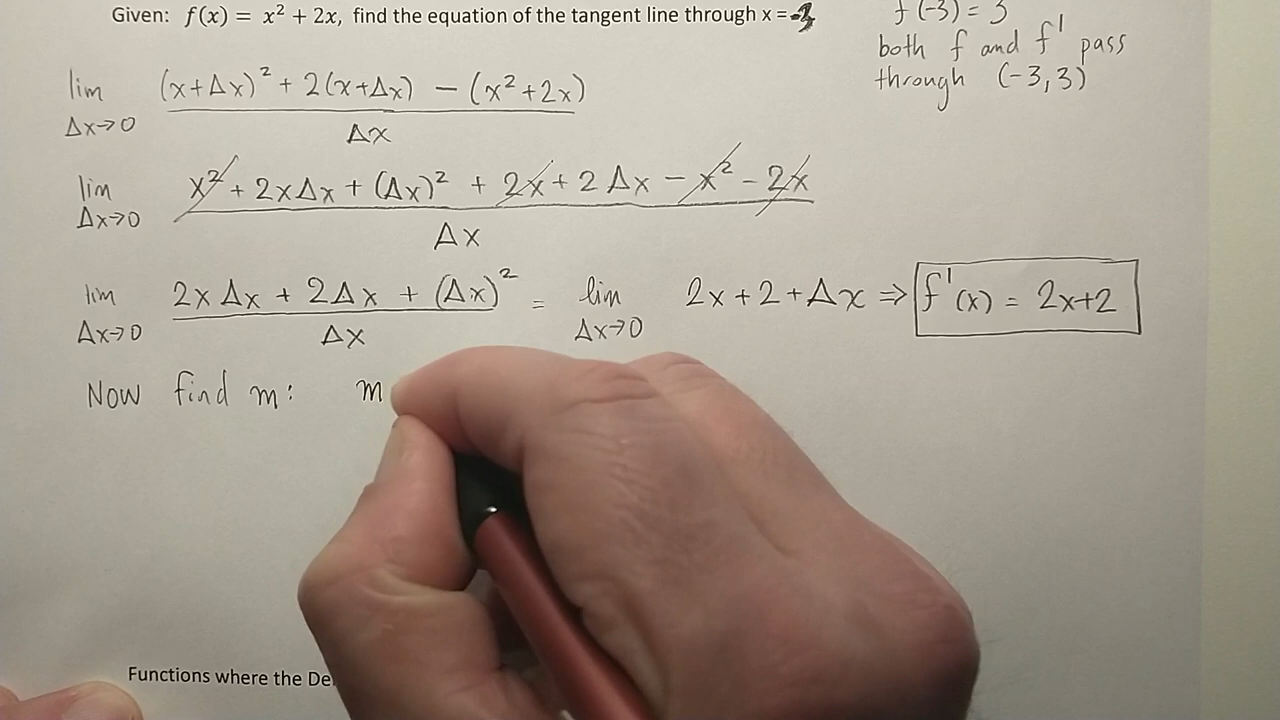 Given: f(x) = x² + 2x, find the equation of the tangent line through x = -3
f(-3) = 3
both f and f' pass
through (-3,3)
lim Δx→0 (x+Δx)² + 2(x+Δx) − (x²+2x) / Δx
lim Δx→0 x² + 2xΔx + (Δx)² + 2x + 2Δx − x² − 2x / Δx
lim Δx→0 2xΔx + 2Δx + (Δx)² / Δx = lim Δx→0 2x+2+Δx ⇒ f'(x) = 2x+2
Now find m: m
Functions where the De